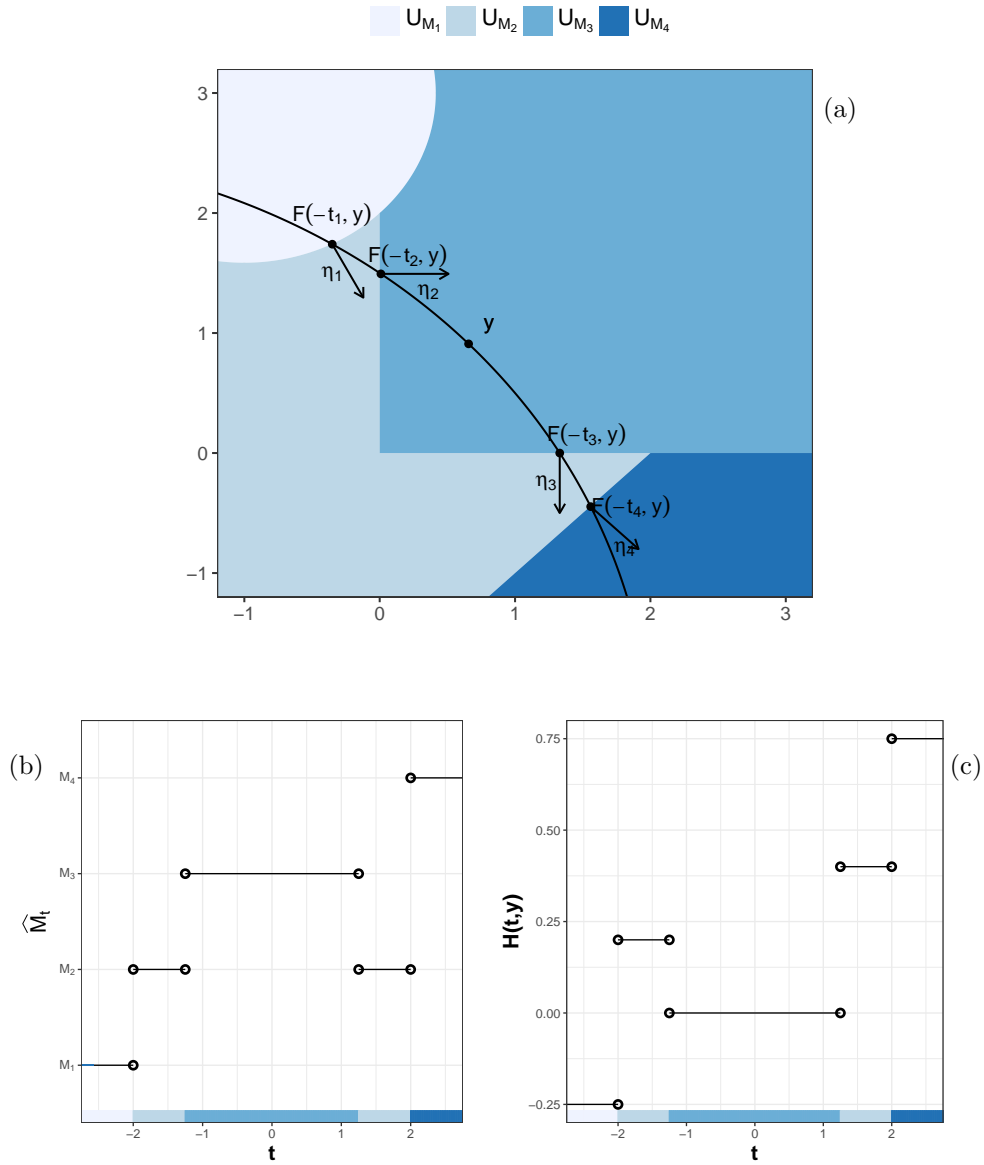 U_M₁ U_M₂ U_M₃ U_M₄
(a)
3
2
1
0
−1
F(−t₁, y)
η₁
F(−t₂, y)
η₂
y
F(−t₃, y)
η₃
F(−t₄, y)
η₄
−1 0 1 2 3
(b)
M₄
M₃
M₂
M₁
M̂ₜ
−2 −1 0 1 2
t
(c)
0.75
0.50
0.25
0.00
−0.25
H(t,y)
−2 −1 0 1 2
t